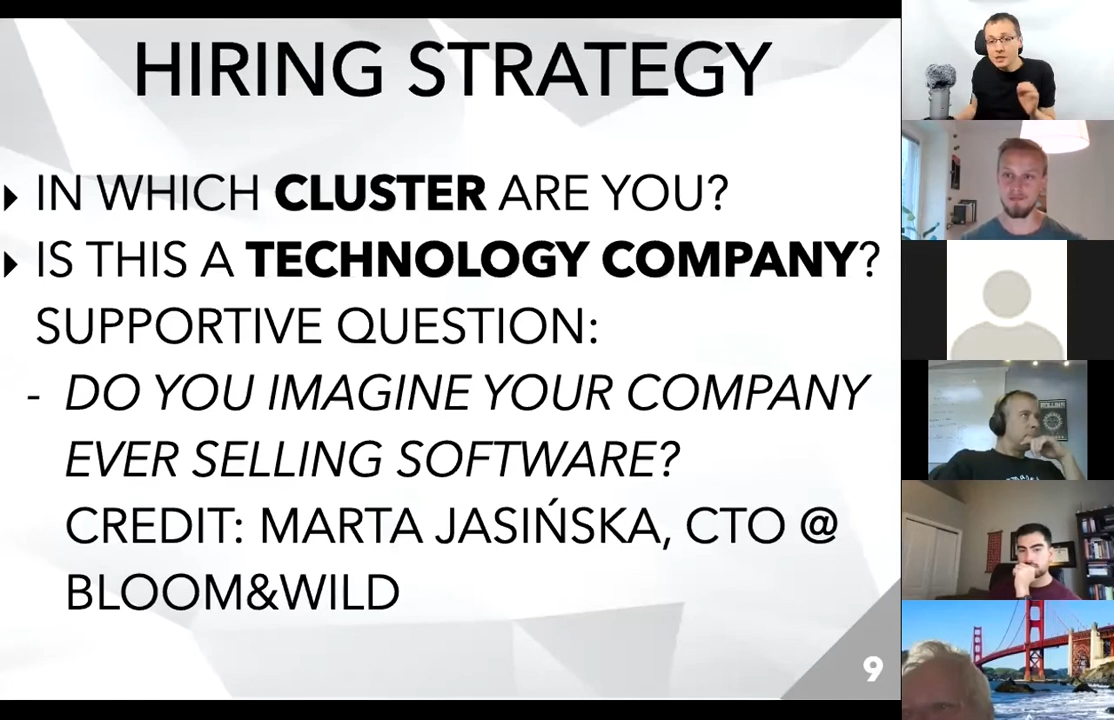 HIRING STRATEGY
IN WHICH CLUSTER ARE YOU?
IS THIS A TECHNOLOGY COMPANY?
SUPPORTIVE QUESTION:
- DO YOU IMAGINE YOUR COMPANY
EVER SELLING SOFTWARE?
CREDIT: MARTA JASIŃSKA, CTO @
BLOOM&WILD
9